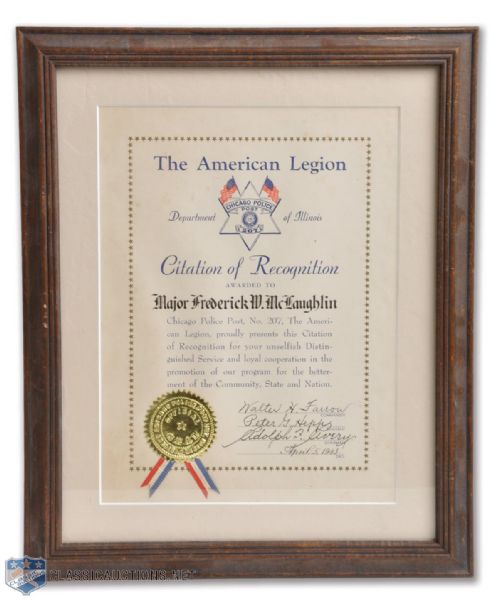 The American Legion
CHICAGO POLICE
POST
207
Department of Illinois
Citation of Recognition
AWARDED TO
Major Frederick W. McLaughlin
Chicago Police Post, No. 207, The Ameri-
can Legion, proudly presents this Citation
of Recognition for your unselfish Distin-
guished Service and loyal cooperation in the
promotion of our program for the better-
ment of the Community, State and Nation.
Walter H. Farrow
Peter G. Hepps
Adolph
April 5,
CLASSICAUCTIONS.NET